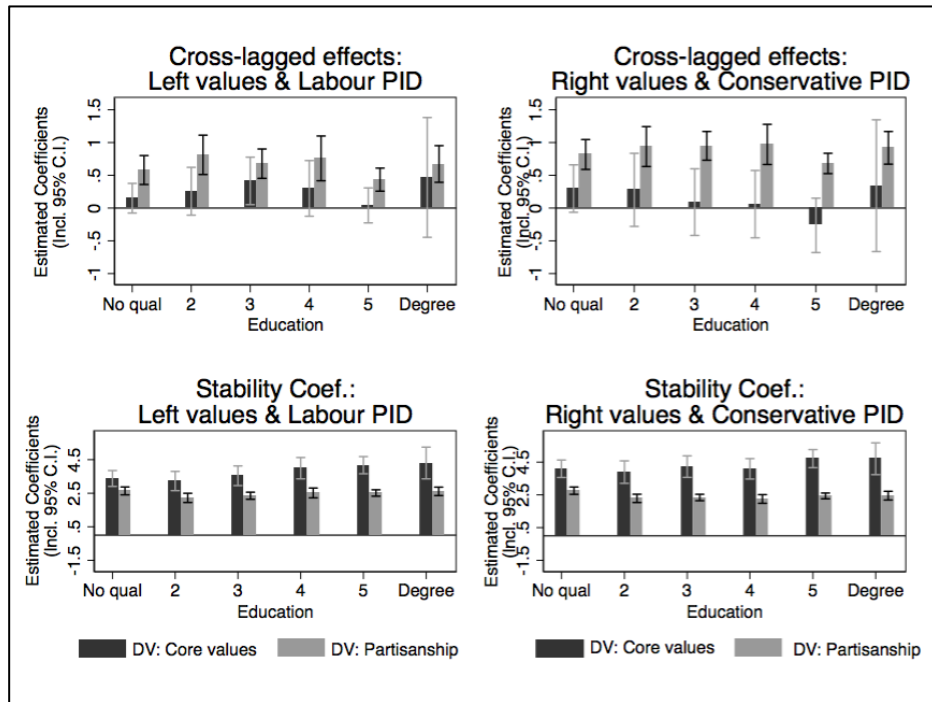 Cross-lagged effects:
Left values & Labour PID
Estimated Coefficients
(Incl. 95% C.I.)
1.5
1
.5
0
-.5
-1
No qual 2 3 4 5 Degree
Education
Cross-lagged effects:
Right values & Conservative PID
Estimated Coefficients
(Incl. 95% C.I.)
1.5
1
.5
0
-.5
-1
No qual 2 3 4 5 Degree
Education
Stability Coef.:
Left values & Labour PID
Estimated Coefficients
(Incl. 95% C.I.)
4.5
2.5
.5
-1.5
No qual 2 3 4 5 Degree
Education
DV: Core values DV: Partisanship
Stability Coef.:
Right values & Conservative PID
Estimated Coefficients
(Incl. 95% C.I.)
4.5
2.5
.5
-1.5
No qual 2 3 4 5 Degree
Education
DV: Core values DV: Partisanship